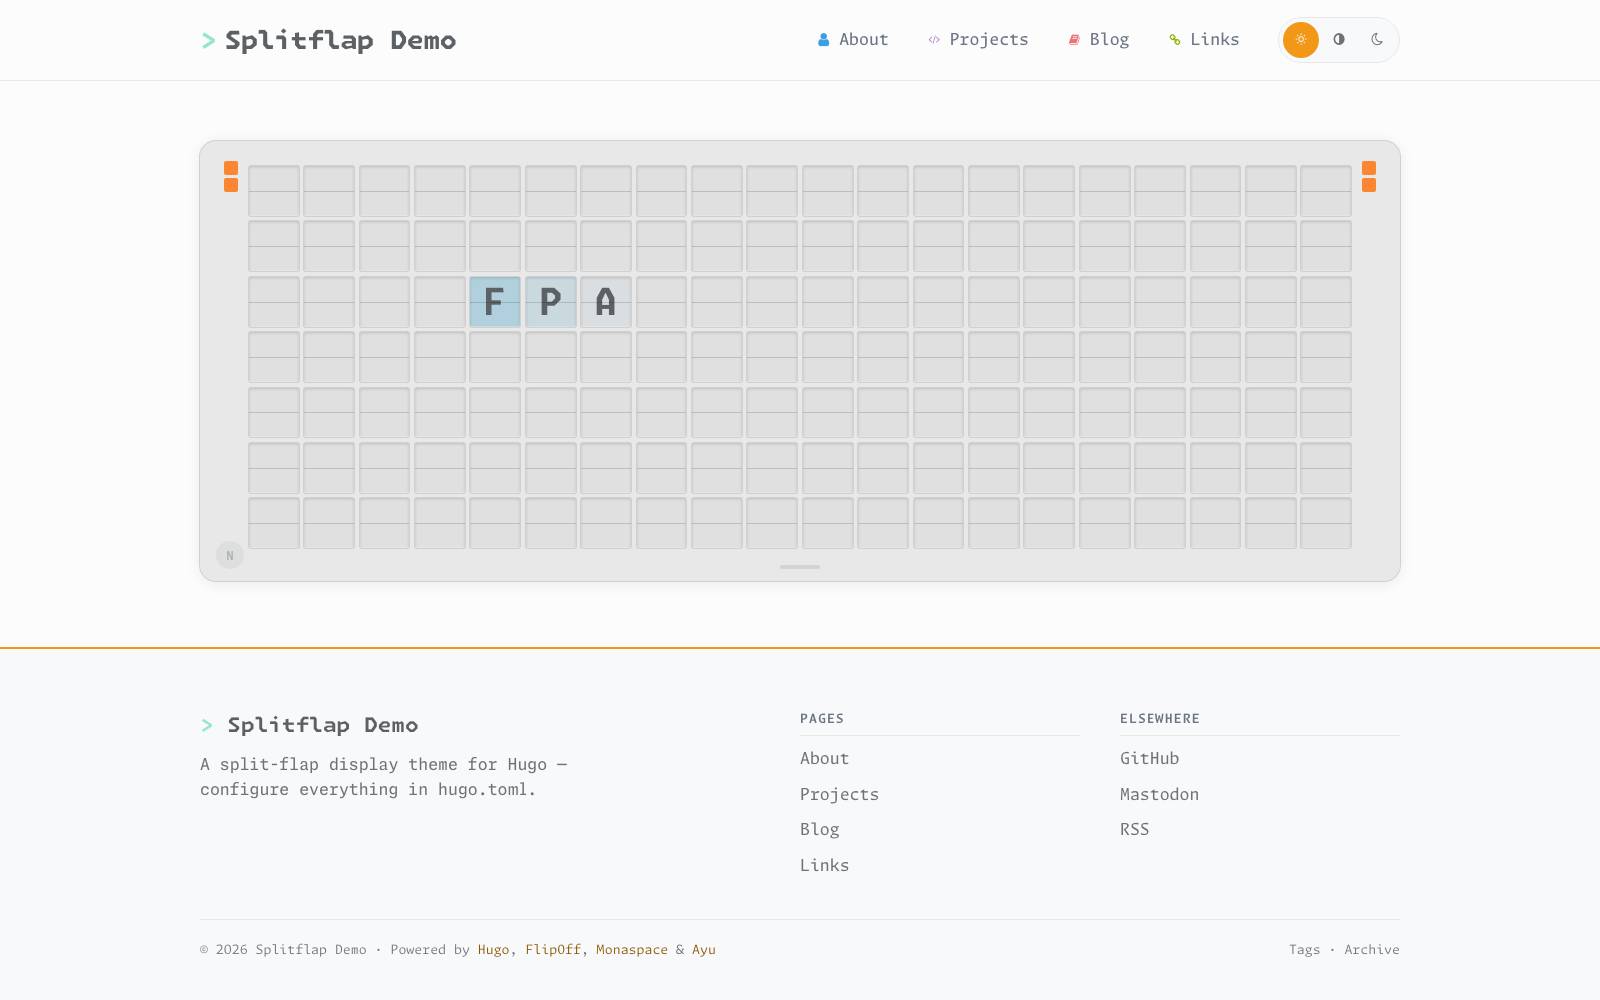 > Splitflap Demo
About
Projects
Blog
Links
FPA
N
> Splitflap Demo
A split-flap display theme for Hugo —
configure everything in hugo.toml.
PAGES
About
Projects
Blog
Links
ELSEWHERE
GitHub
Mastodon
RSS
© 2026 Splitflap Demo · Powered by Hugo, FlipOff, Monaspace & Ayu
Tags · Archive